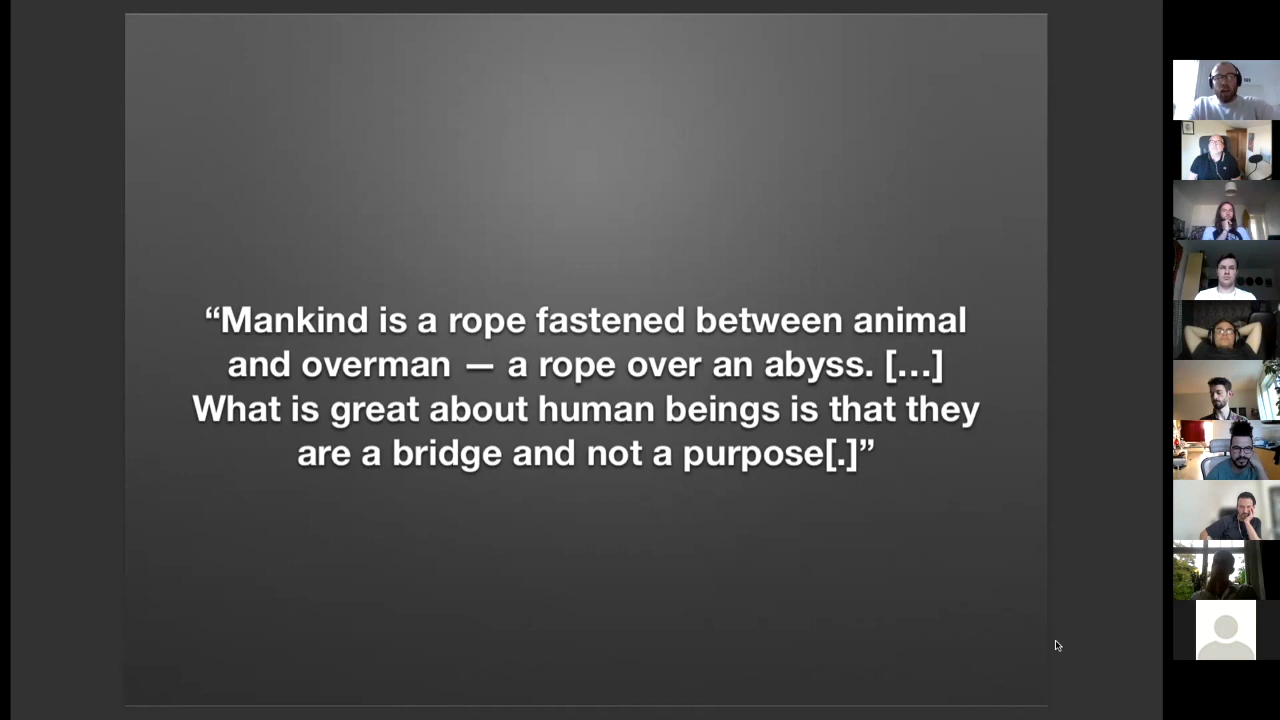 “Mankind is a rope fastened between animal
and overman — a rope over an abyss. […]
What is great about human beings is that they
are a bridge and not a purpose[.]”